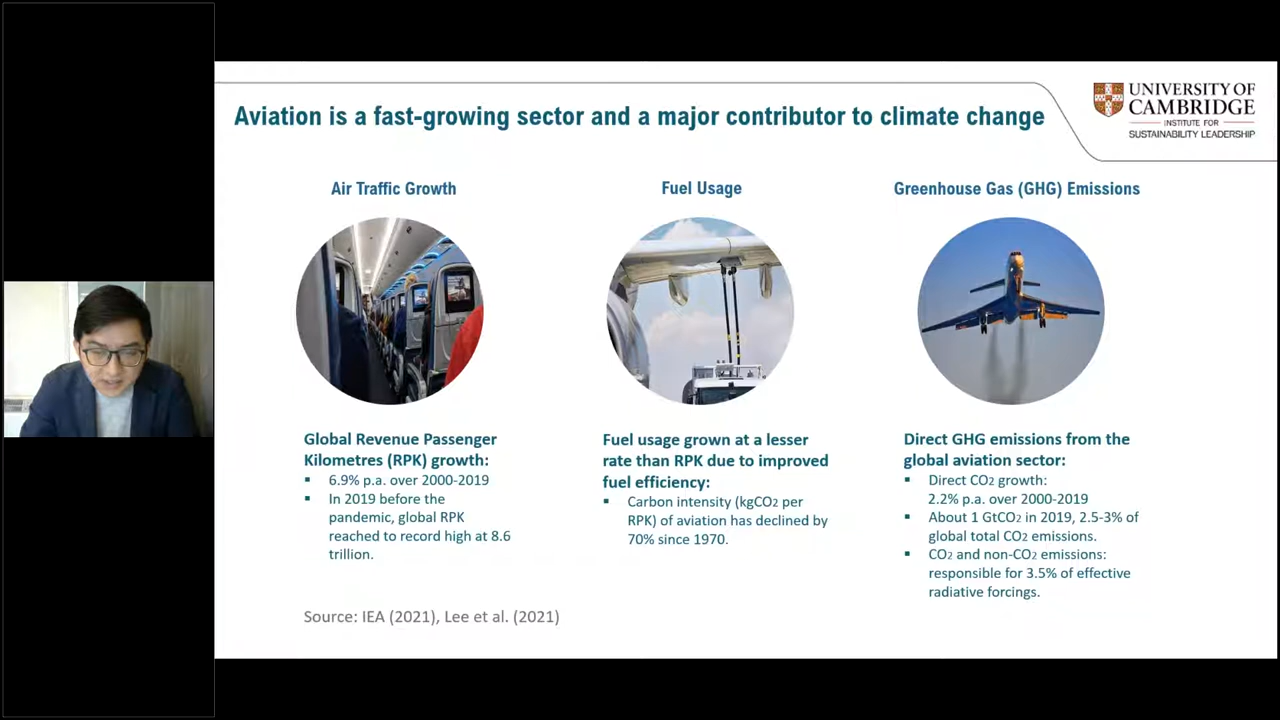 Aviation is a fast-growing sector and a major contributor to climate change
UNIVERSITY OF
CAMBRIDGE
INSTITUTE FOR
SUSTAINABILITY LEADERSHIP
Air Traffic Growth
Fuel Usage
Greenhouse Gas (GHG) Emissions
Global Revenue Passenger
Kilometres (RPK) growth:
▪ 6.9% p.a. over 2000-2019
▪ In 2019 before the
pandemic, global RPK
reached to record high at 8.6
trillion.
Fuel usage grown at a lesser
rate than RPK due to improved
fuel efficiency:
▪ Carbon intensity (kgCO2 per
RPK) of aviation has declined by
70% since 1970.
Direct GHG emissions from the
global aviation sector:
▪ Direct CO2 growth:
2.2% p.a. over 2000-2019
▪ About 1 GtCO2 in 2019, 2.5-3% of
global total CO2 emissions.
▪ CO2 and non-CO2 emissions:
responsible for 3.5% of effective
radiative forcings.
Source: IEA (2021), Lee et al. (2021)